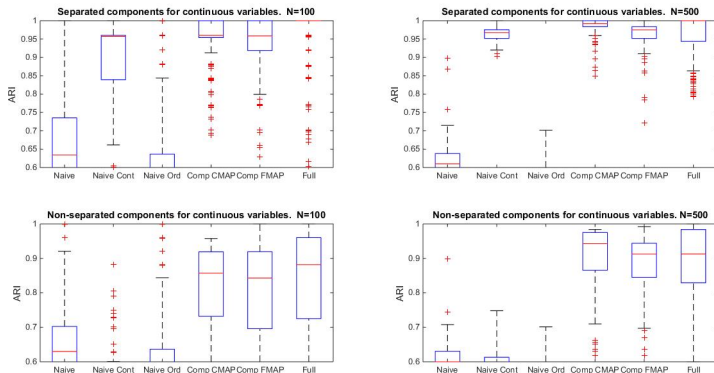 Separated components for continuous variables. N=100
1
0.95
0.9
0.85
0.8
0.75
0.7
0.65
0.6
ARI
Naive Naive Cont Naive Ord Comp CMAP Comp FMAP Full
Separated components for continuous variables. N=500
1
0.95
0.9
0.85
0.8
0.75
0.7
0.65
0.6
ARI
Naive Naive Cont Naive Ord Comp CMAP Comp FMAP Full
Non-separated components for continuous variables. N=100
1
0.9
0.8
0.7
0.6
ARI
Naive Naive Cont Naive Ord Comp CMAP Comp FMAP Full
Non-separated components for continuous variables. N=500
1
0.9
0.8
0.7
0.6
ARI
Naive Naive Cont Naive Ord Comp CMAP Comp FMAP Full